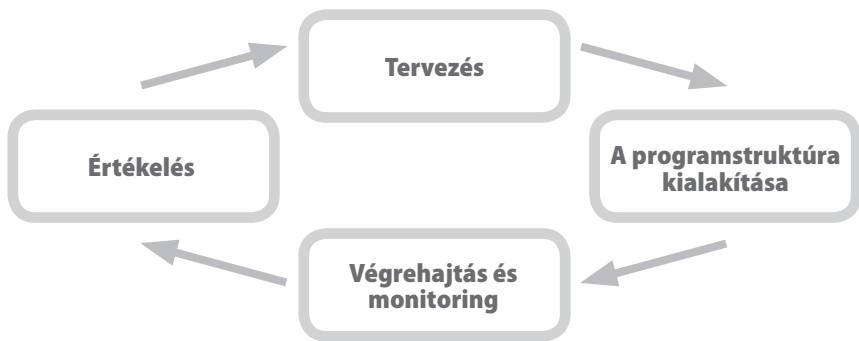 Tervezés
A programstruktúra
kialakítása
Végrehajtás és
monitoring
Értékelés